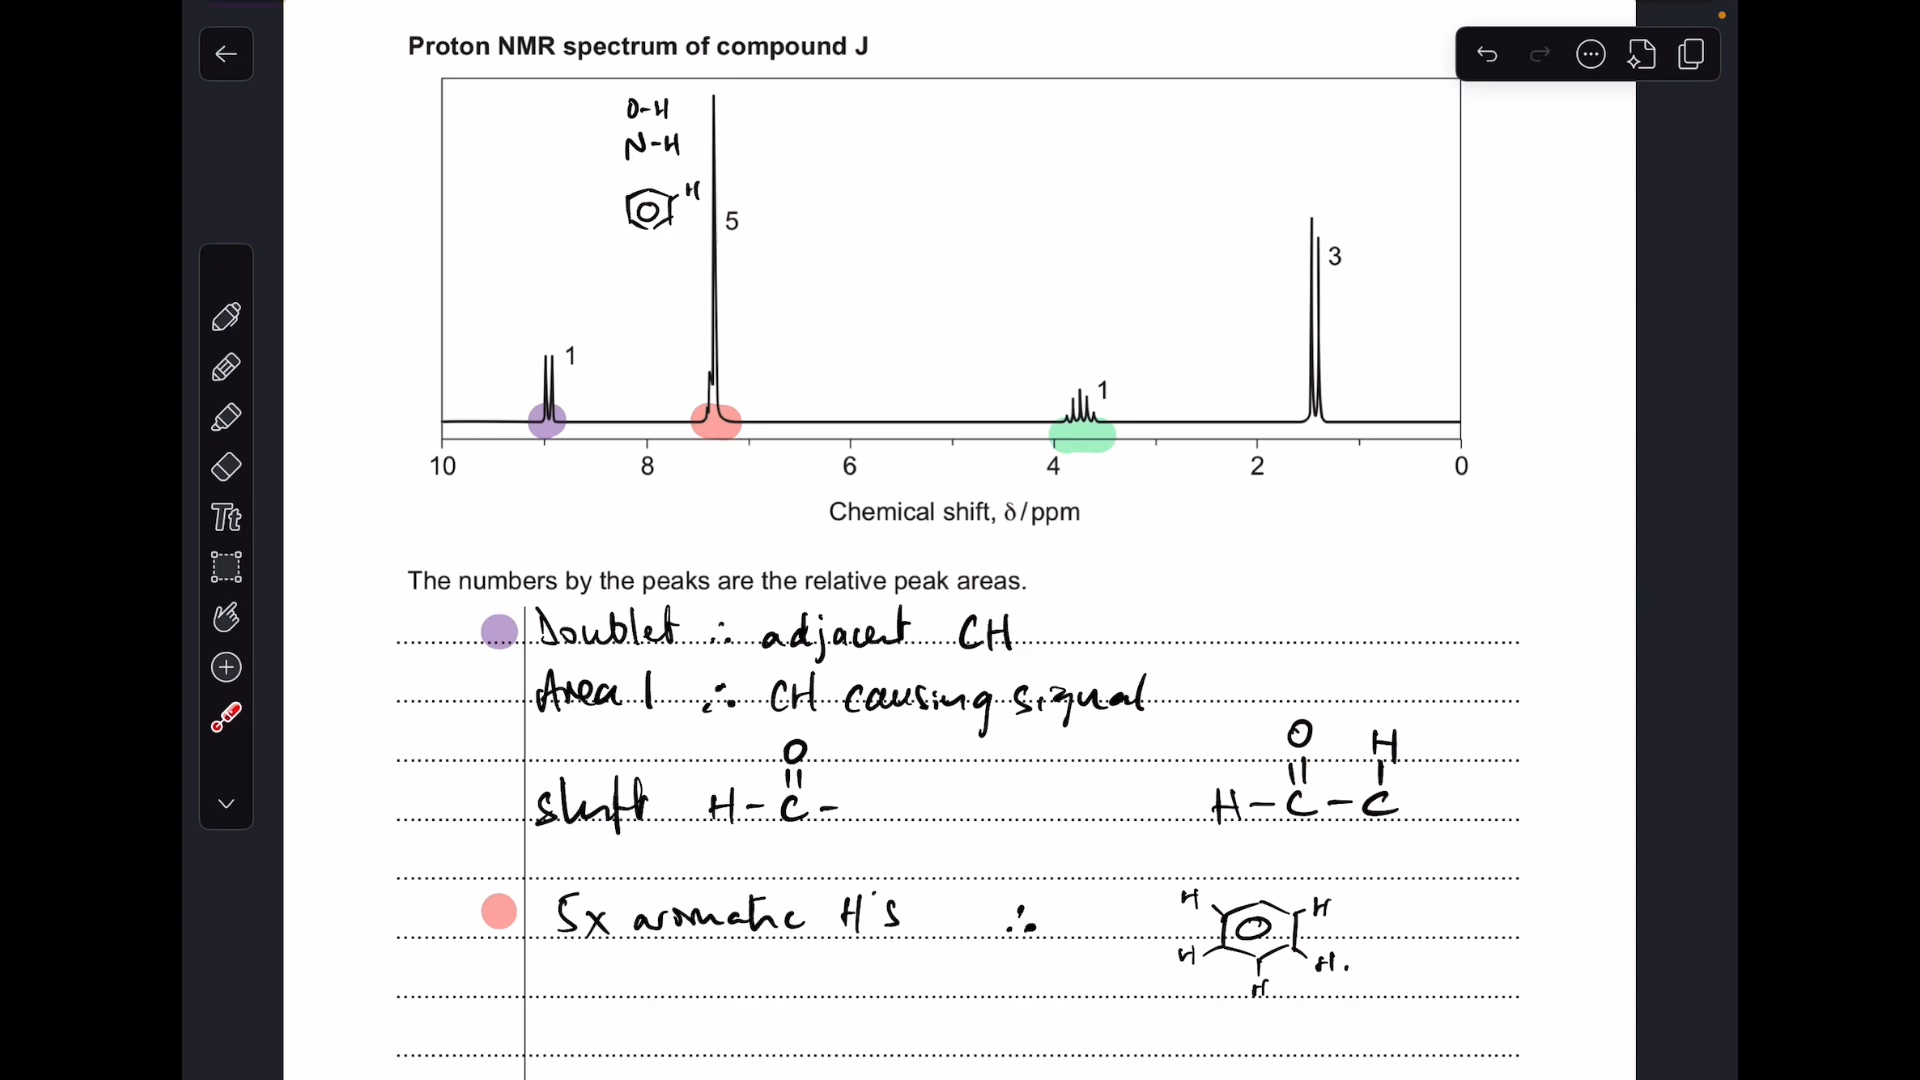 Proton NMR spectrum of compound J
O-H
N-H
H
5
3
1
1
10 8 6 4 2 0
Chemical shift, δ/ppm
The numbers by the peaks are the relative peak areas.
Doublet ∴ adjacent CH
Area 1 ∴ CH causing signal
O O H
shift H-C- H-C-C
5x aromatic H's ∴
H H
H H.
H
Tt